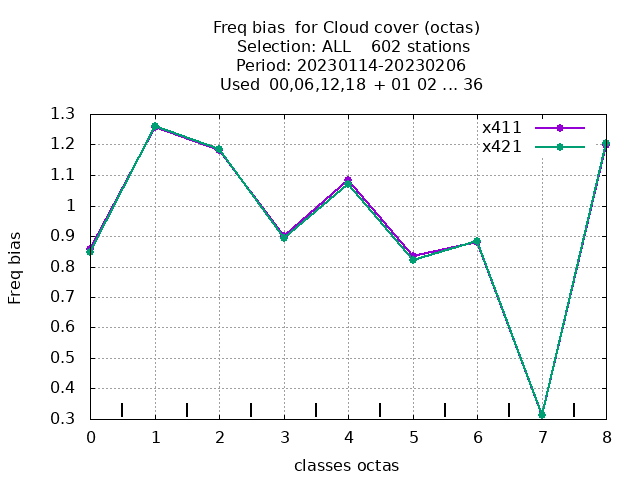 Freq bias  for Cloud cover (octas)
Selection: ALL    602 stations
Period: 20230114-20230206
Used  00,06,12,18  + 01 02 ... 36
x411
x421
1.3
1.2
1.1
1
0.9
0.8
0.7
0.6
0.5
0.4
0.3
Freq bias
0 1 2 3 4 5 6 7 8
classes octas